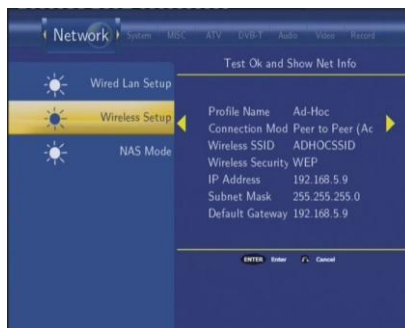 Network System MISC ATV DVB-T Audio Video Record
Test Ok and Show Net Info
Wired Lan Setup
Wireless Setup
NAS Mode
Profile Name Ad-Hoc
Connection Mod Peer to Peer (Ac
Wireless SSID ADHOCSSID
Wireless Security WEP
IP Address 192.168.5.9
Subnet Mask 255.255.255.0
Default Gateway 192.168.5.9
ENTER Enter Cancel